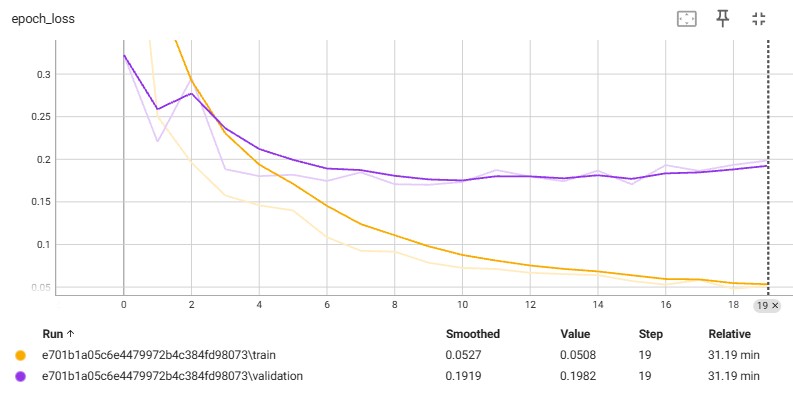 epoch_loss
0.3
0.25
0.2
0.15
0.1
0.05
0 2 4 6 8 10 12 14 16 18 19 ×
Run ↑ Smoothed Value Step Relative
e701b1a05c6e4479972b4c384fd98073\train 0.0527 0.0508 19 31.19 min
e701b1a05c6e4479972b4c384fd98073\validation 0.1919 0.1982 19 31.19 min